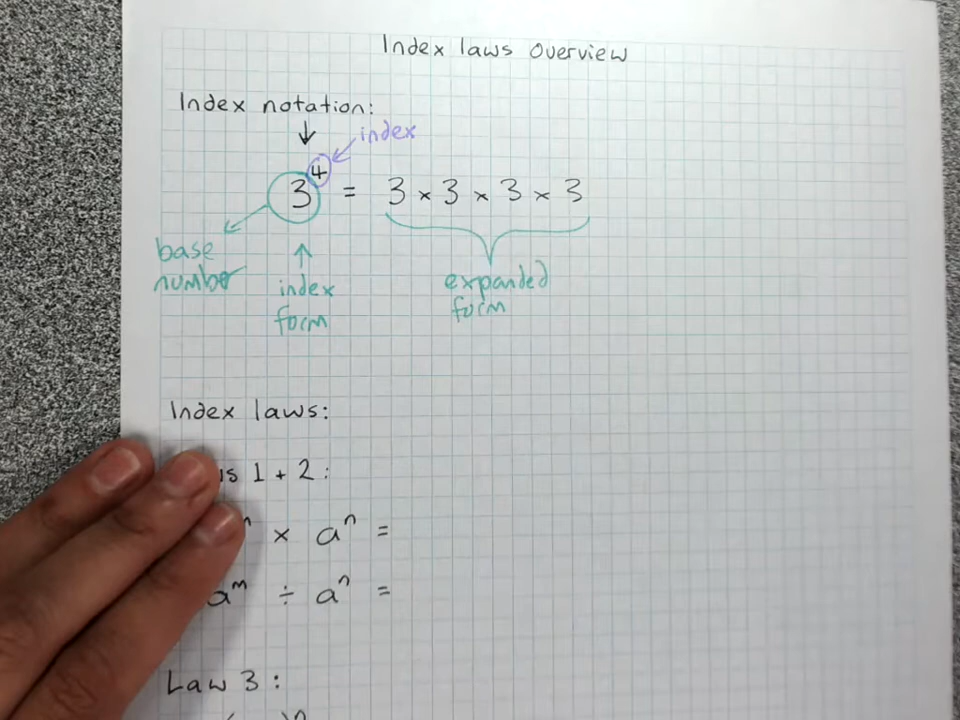 Index laws overview
Index notation:
index
3⁴ = 3 × 3 × 3 × 3
base
number
index
form
expanded
form
Index laws:
1 + 2:
× aⁿ =
aᵐ ÷ aⁿ =
Law 3: